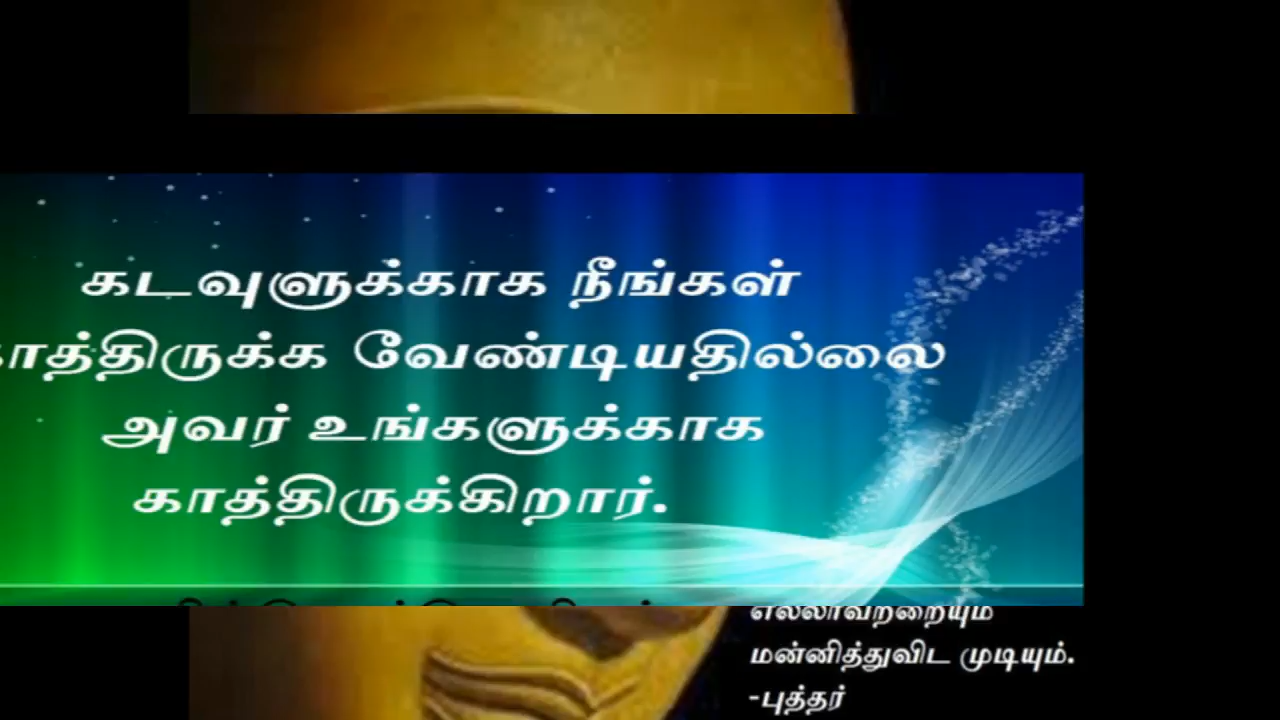 கடவுளுக்காக நீங்கள்
காத்திருக்க வேண்டியதில்லை
அவர் உங்களுக்காக
காத்திருக்கிறார்.
எல்லாவற்றையும்
மன்னித்துவிட முடியும்.
-புத்தர்